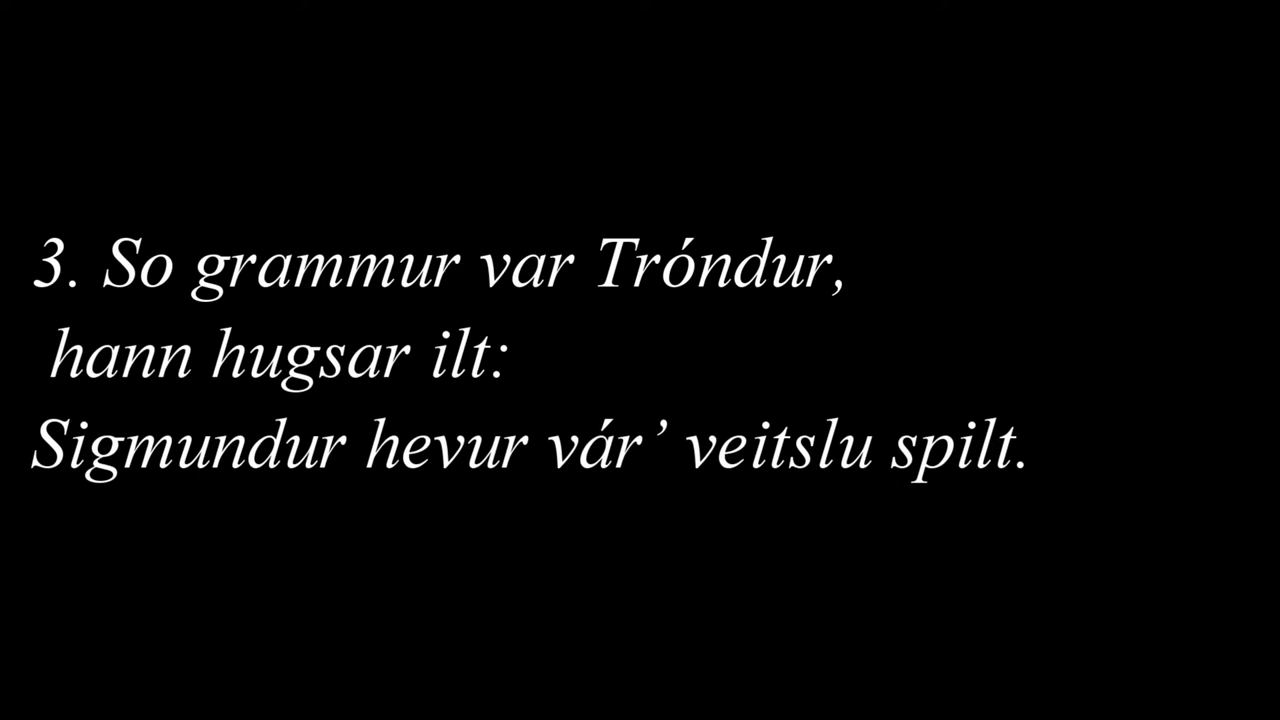 3. So grammur var Tróndur,
hann hugsar ilt:
Sigmundur hevur vár’ veitslu spilt.